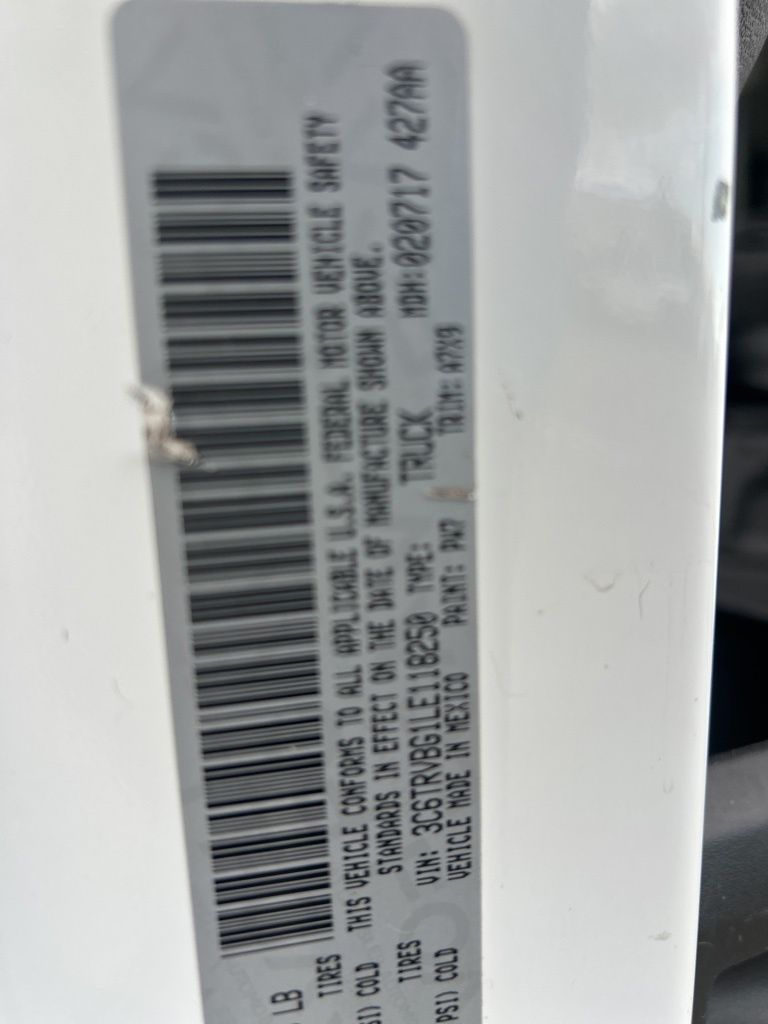 LB
TIRES
SI) COLD
THIS VEHICLE CONFORMS TO ALL APPLICABLE U.S.A. FEDERAL MOTOR VEHICLE SAFETY
STANDARDS IN EFFECT ON THE DATE OF MANUFACTURE SHOWN ABOVE.
TIRES
VIN: 3C6TRVBG1LE118250 TYPE: TRUCK MDH: 020717 427AA
PSI) COLD
VEHICLE MADE IN MEXICO PAINT: PW7 TRIM: A7X9